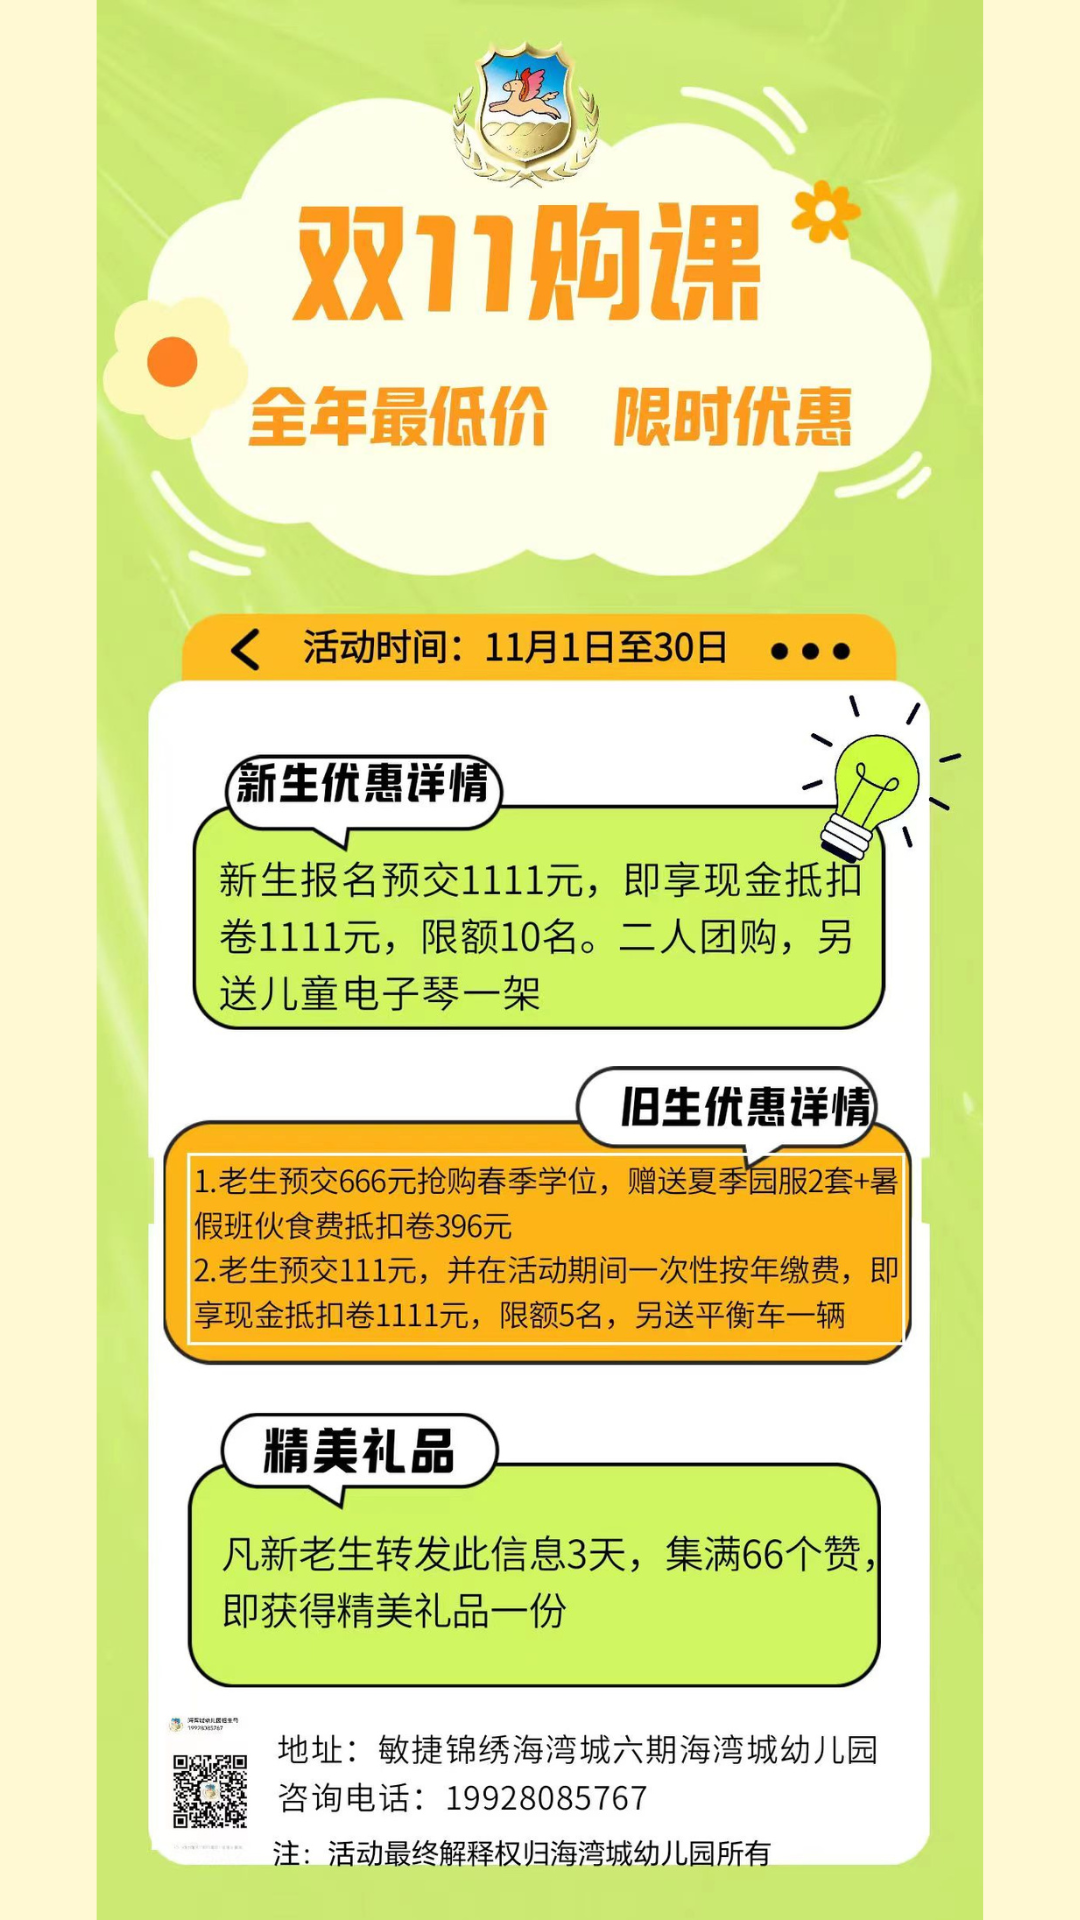 双11购课
全年最低价 限时优惠
活动时间：11月1日至30日
新生优惠详情
新生报名预交1111元，即享现金抵扣
卷1111元，限额10名。二人团购，另
送儿童电子琴一架
旧生优惠详情
1.老生预交666元抢购春季学位，赠送夏季园服2套+暑
假班伙食费抵扣卷396元
2.老生预交111元，并在活动期间一次性按年缴费，即
享现金抵扣卷1111元，限额5名，另送平衡车一辆
精美礼品
凡新老生转发此信息3天，集满66个赞，
即获得精美礼品一份
19928085767
地址：敏捷锦绣海湾城六期海湾城幼儿园
咨询电话：19928085767
注：活动最终解释权归海湾城幼儿园所有